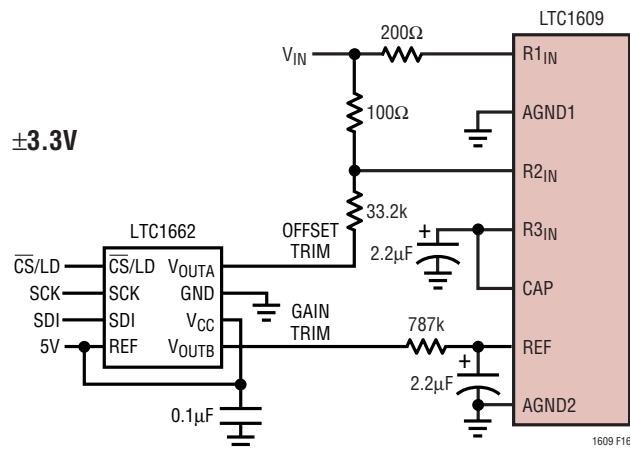 LTC1609
200Ω
V_IN
R1_IN
100Ω
AGND1
±3.3V
R2_IN
33.2k
LTC1662
OFFSET TRIM
R3_IN
2.2µF
+
C̅S̅/LD
C̅S̅/LD
V_OUTA
SCK
SCK
GND
CAP
SDI
SDI
V_CC
GAIN TRIM
787k
5V
REF
V_OUTB
REF
+
2.2µF
AGND2
0.1µF
1609 F16